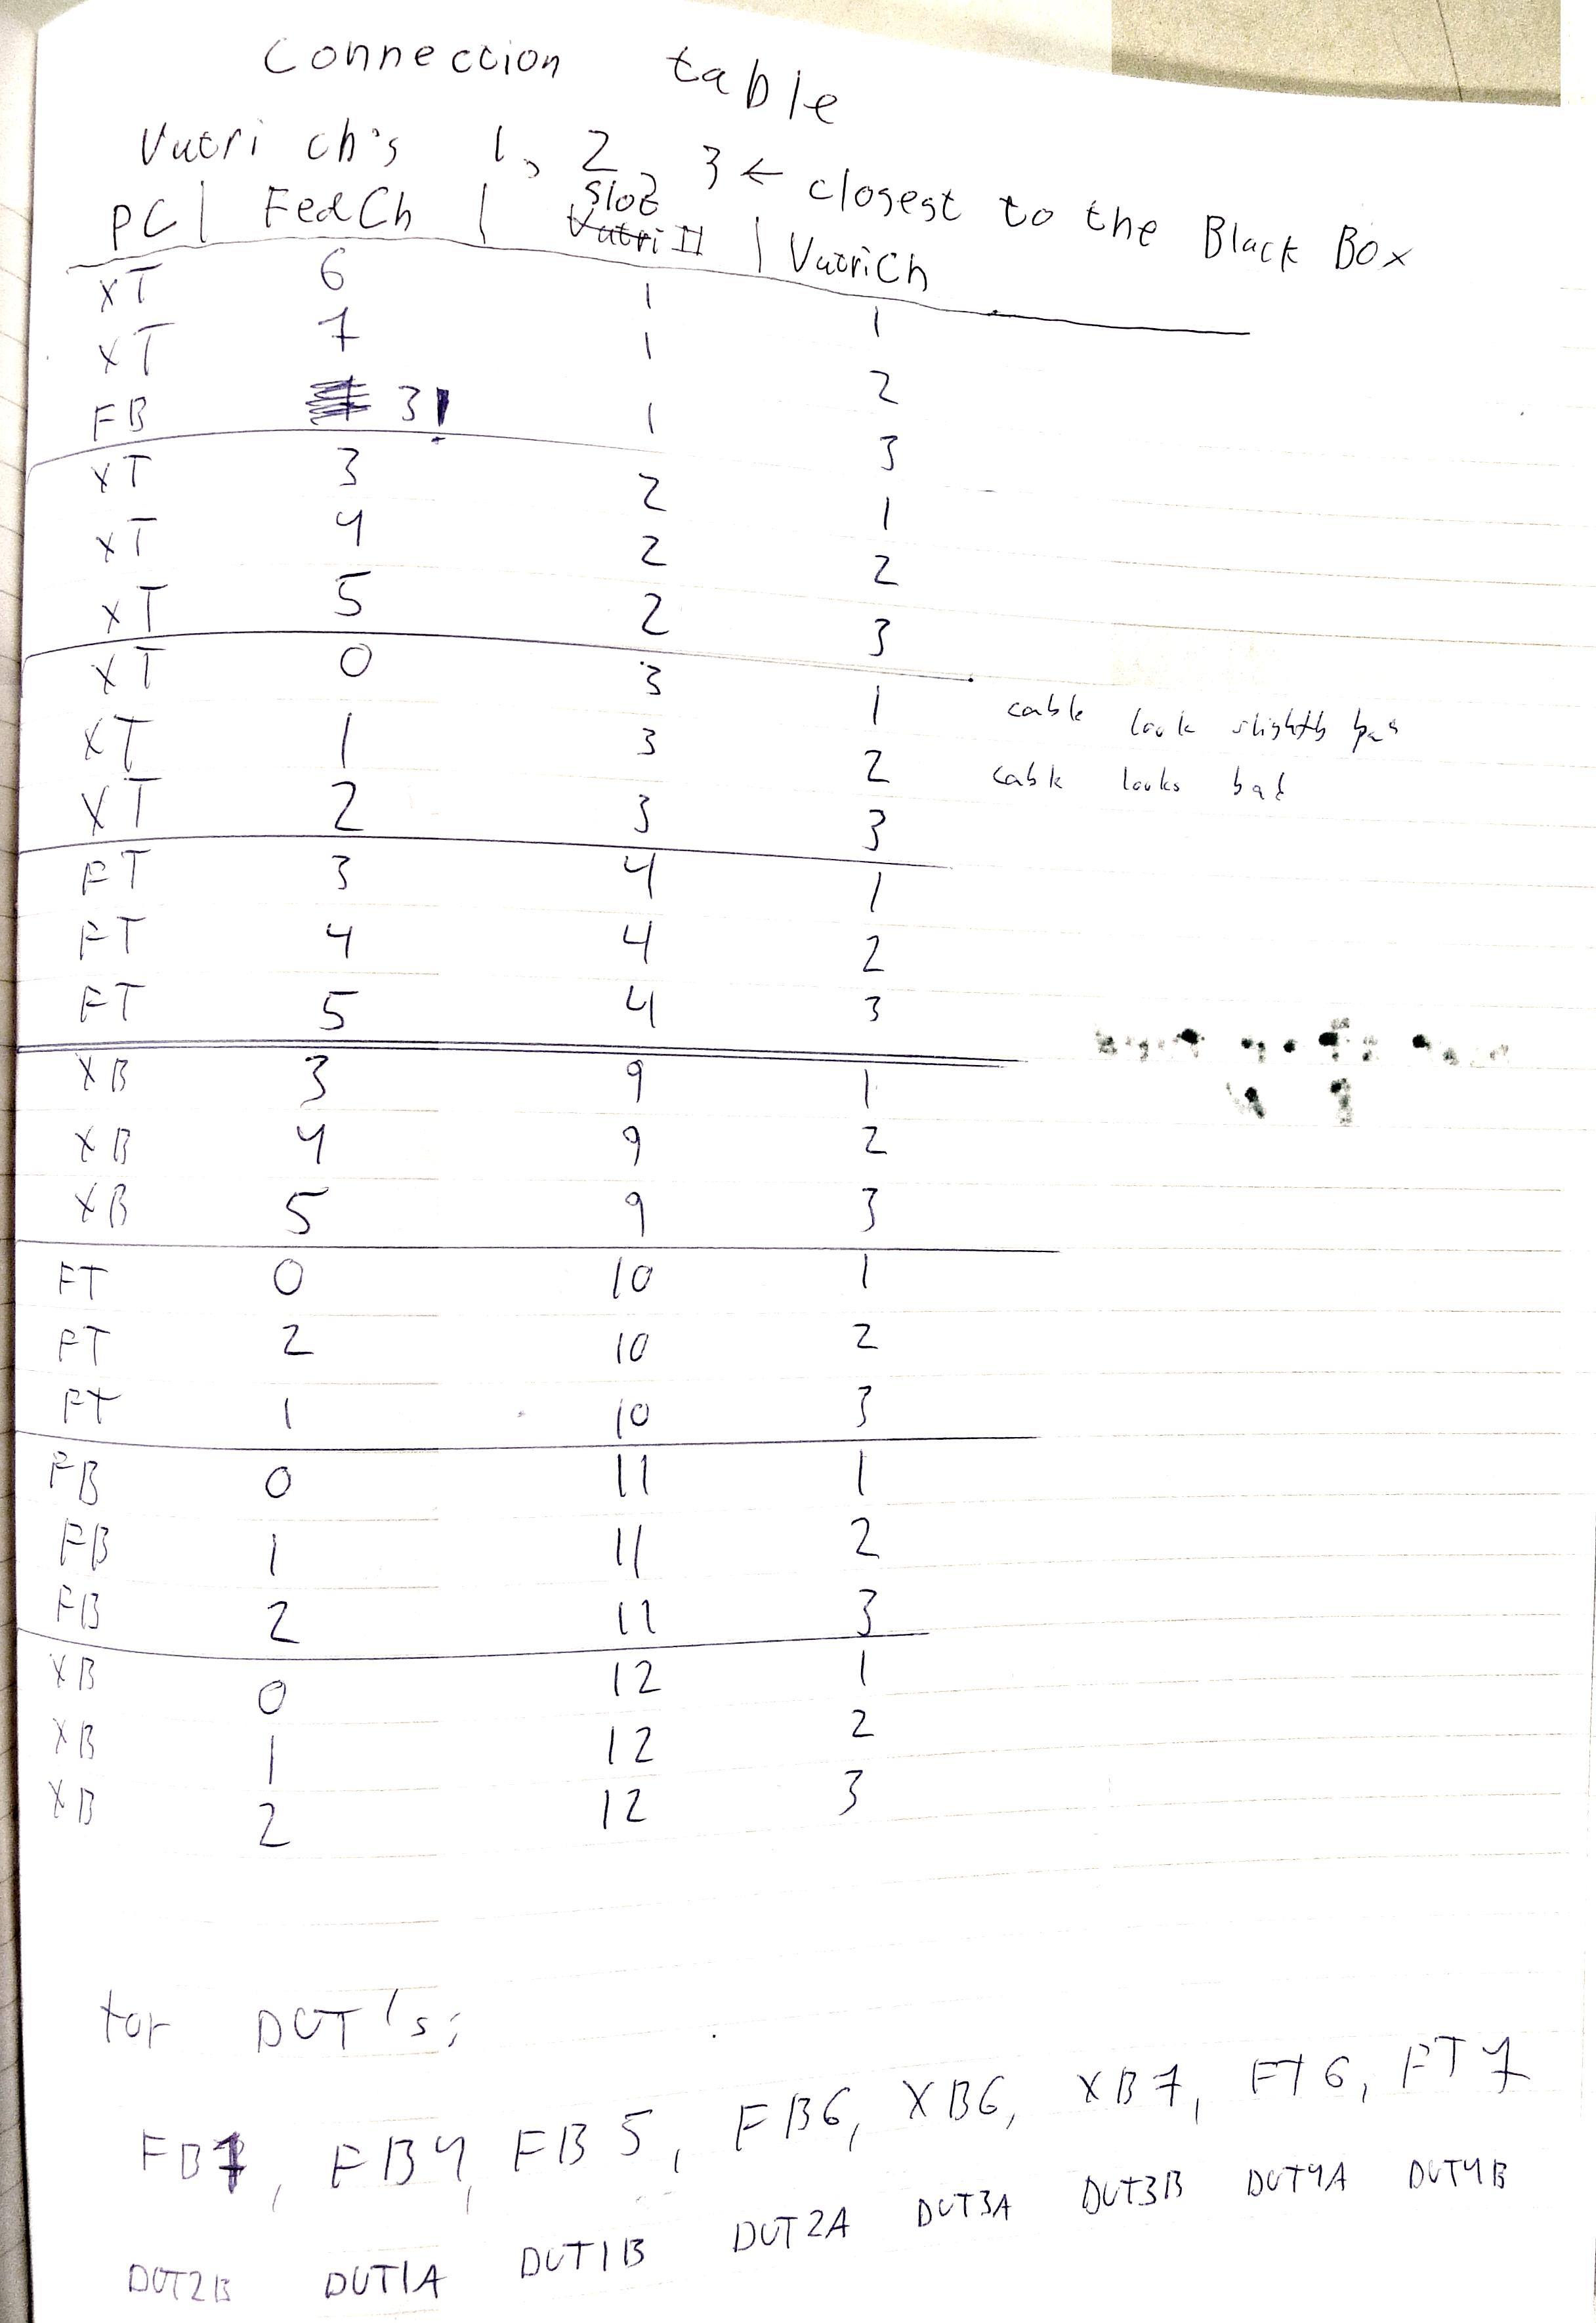 Connection table
Vutri ch's 1, 2, 3 ← closest to the Black Box
PC | FedCh | slot Vutri II | VutriCh
XT 6 1 1
XT 7 1 2
FB 3! 1 3
XT 3 2 1
XT 4 2 2
XT 5 2 3
XT 0 3 1 cable look slightly bad
XT 1 3 2 cable looks bad
XT 2 3 3
FT 3 4 1
FT 4 4 2
FT 5 4 3
XB 3 9 1
XB 4 9 2
XB 5 9 3
FT 0 10 1
FT 2 10 2
FT 1 10 3
FB 0 11 1
FB 1 11 2
FB 2 11 3
XB 0 12 1
XB 1 12 2
XB 2 12 3
for DUT's:
FB7, FB4, FB5, FB6, XB6, XB7, FT6, FT7
DUT2B DUT1A DUT1B DUT2A DUT3A DUT3B DUT4A DUT4B